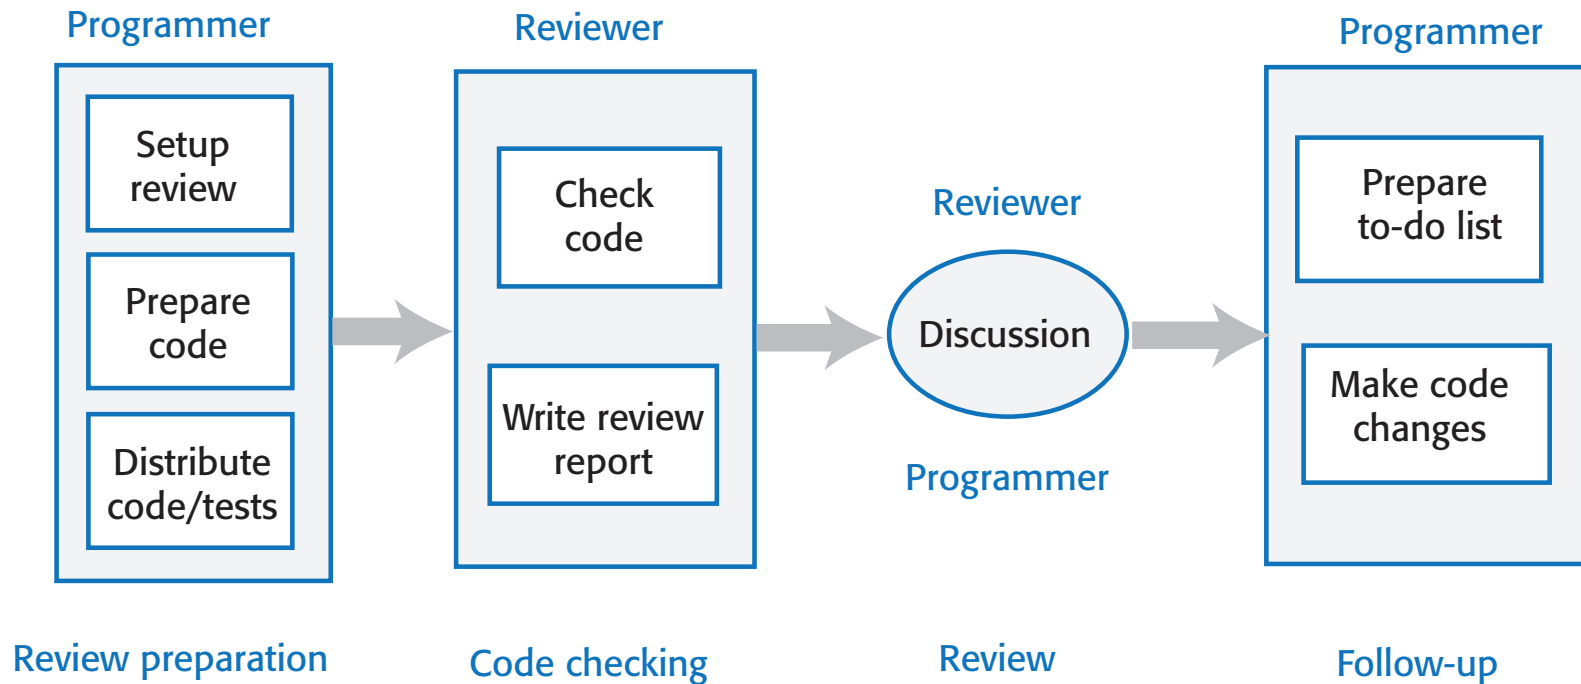 Programmer
Setup
review
Prepare
code
Distribute
code/tests
Review preparation
Reviewer
Check
code
Write review
report
Code checking
Reviewer
Discussion
Programmer
Review
Programmer
Prepare
to-do list
Make code
changes
Follow-up